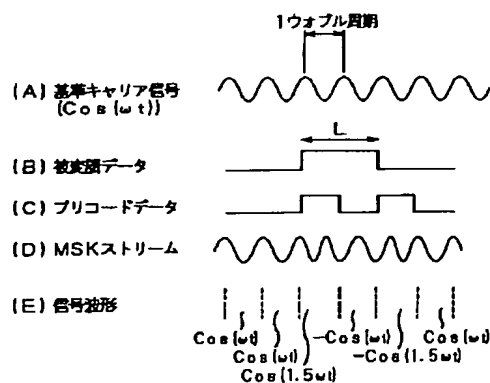 1ウォブル周期
(A) 基準キャリア信号
(Cos(ωt))
L
(B) 被変調データ
(C) プリコードデータ
(D) MSKストリーム
(E) 信号波形
Cos(ωt)
Cos(ωt)
Cos(1.5ωt)
-Cos(ωt)
-Cos(1.5ωt)
Cos(ωt)